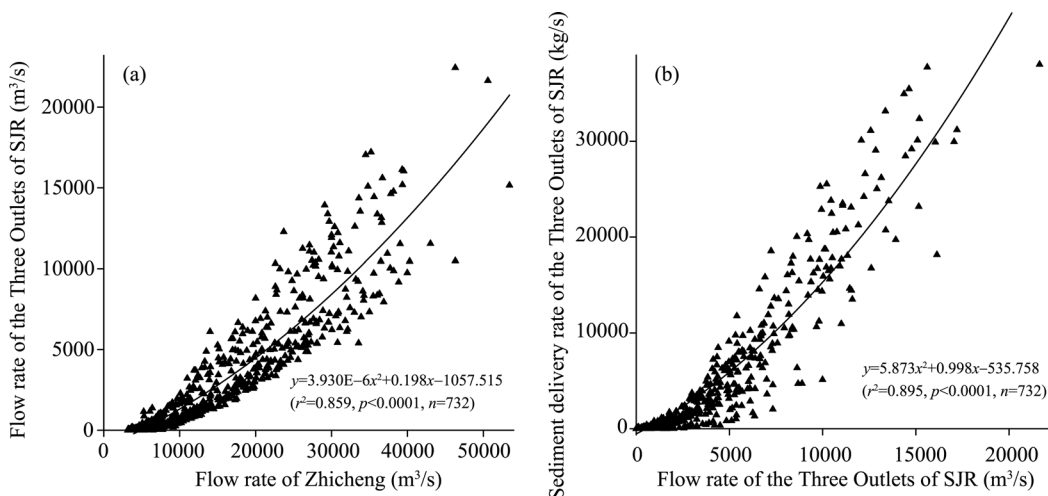 (a)
Flow rate of the Three Outlets of SJR (m³/s)
20000
15000
10000
5000
0
y=3.930E−6x²+0.198x−1057.515
(r²=0.859, p<0.0001, n=732)
0 10000 20000 30000 40000 50000
Flow rate of Zhicheng (m³/s)
(b)
Sediment delivery rate of the Three Outlets of SJR (kg/s)
30000
20000
10000
0
y=5.873x²+0.998x−535.758
(r²=0.895, p<0.0001, n=732)
0 5000 10000 15000 20000
Flow rate of the Three Outlets of SJR (m³/s)